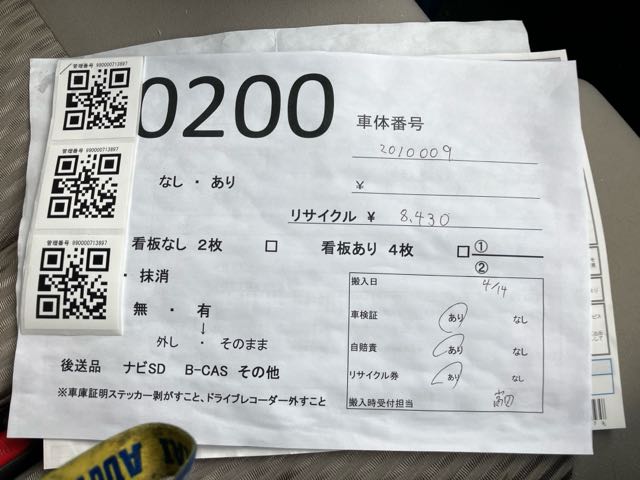 管理番号 990000713897
管理番号 990000713897
管理番号 990000713897
0200
車体番号
2010009
なし ・ あり
¥
リサイクル ¥ 8,430
看板なし 2枚 □ 看板あり 4枚 □ ①
②
・ 抹消
無 ・ 有
↓
外し ・ そのまま
後送品 ナビSD B-CAS その他
※車庫証明ステッカー剥がすこと、ドライブレコーダー外すこと
搬入日 4/14
車検証 あり なし
自賠責 あり なし
リサイクル券 あり なし
搬入時受付担当